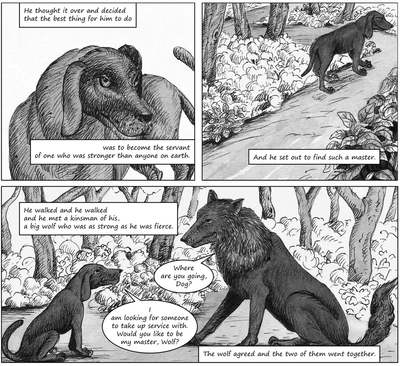 He thought it over and decided
that the best thing for him to do
was to become the servant
of one who was stronger than anyone on earth.
And he set out to find such a master.
He walked and he walked
and he met a kinsman of his,
a big wolf who was as strong as he was fierce.
Where
are you going,
Dog?
I
am looking for someone
to take up service with.
Would you like to be
my master, Wolf?
The wolf agreed and the two of them went together.